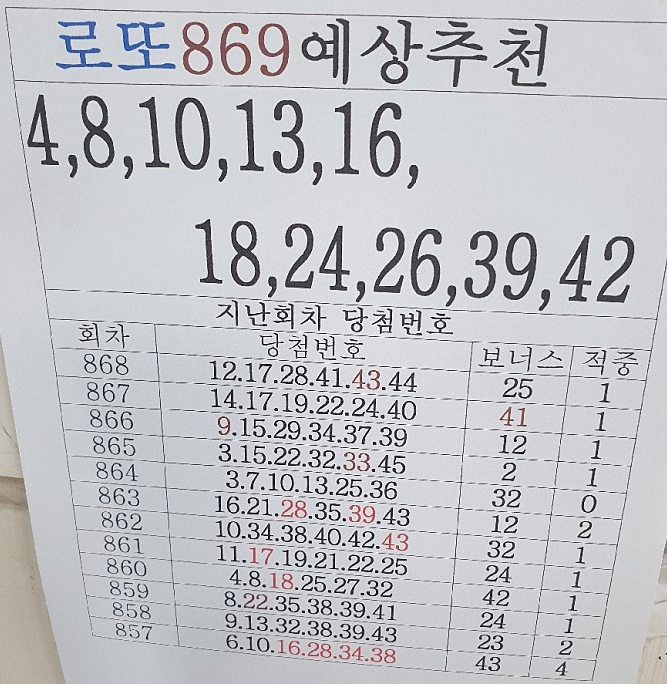 로또869예상추천
4,8,10,13,16,
18,24,26,39,42
지난회차 당첨번호
회차 당첨번호 보너스 적중
868 12.17.28.41.43.44 25 1
867 14.17.19.22.24.40 41 1
866 9.15.29.34.37.39 12 1
865 3.15.22.32.33.45 2 1
864 3.7.10.13.25.36 32 0
863 16.21.28.35.39.43 12 2
862 10.34.38.40.42.43 32 1
861 11.17.19.21.22.25 24 1
860 4.8.18.25.27.32 42 1
859 8.22.35.38.39.41 24 1
858 9.13.32.38.39.43 23 2
857 6.10.16.28.34.38 43 4